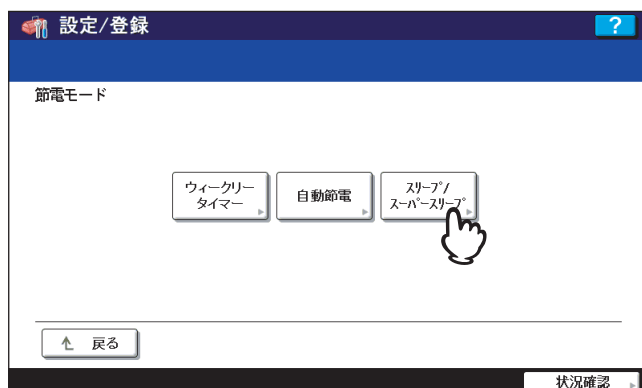 設定/登録
?
節電モード
ウィークリー
タイマー
自動節電
ｽﾘｰﾌﾟ/
ｽｰﾊﾟｰｽﾘｰﾌﾟ
戻る
状況確認